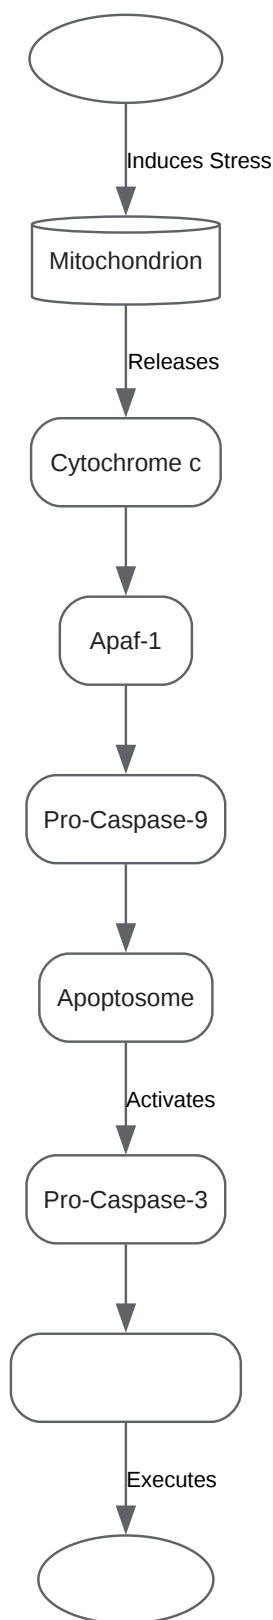 Induces Stress
Mitochondrion
Releases
Cytochrome c
Apaf-1
Pro-Caspase-9
Apoptosome
Activates
Pro-Caspase-3
Executes